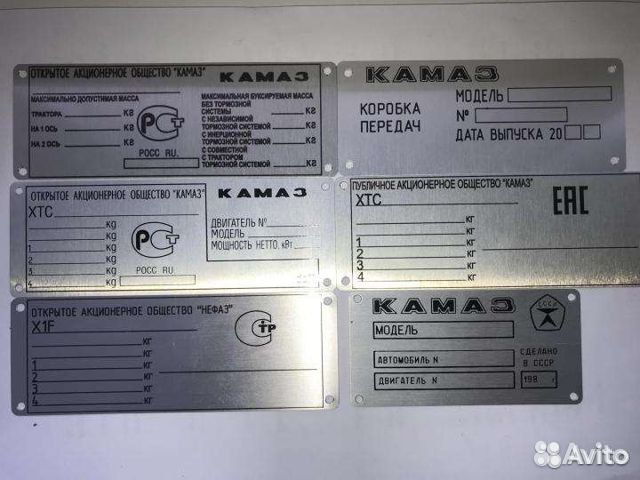 ОТКРЫТОЕ АКЦИОНЕРНОЕ ОБЩЕСТВО "КАМАЗ" КАМАЗ
МАКСИМАЛЬНО ДОПУСТИМАЯ МАССА
ТРАКТОРА КГ
НА 1 ОСЬ КГ
НА 2 ОСЬ КГ
РСТ
РОСС RU.
МАКСИМАЛЬНАЯ БУКСИРУЕМАЯ МАССА
БЕЗ ТОРМОЗНОЙ
СИСТЕМЫ КГ
С НЕЗАВИСИМОЙ
ТОРМОЗНОЙ СИСТЕМОЙ КГ
С ИНЕРЦИОННОЙ
ТОРМОЗНОЙ СИСТЕМОЙ КГ
С СОВМЕСТНОЙ
С ТРАКТОРОМ
ТОРМОЗНОЙ СИСТЕМОЙ КГ
КАМАЗ
КОРОБКА
ПЕРЕДАЧ
МОДЕЛЬ
№
ДАТА ВЫПУСКА 20
ОТКРЫТОЕ АКЦИОНЕРНОЕ ОБЩЕСТВО "КАМАЗ" КАМАЗ
XTC
kg
kg
1 kg
2 kg
3 kg
4 kg
РСТ
РОСС RU
ДВИГАТЕЛЬ №
МОДЕЛЬ
МОЩНОСТЬ НЕТТО, кВт
ПУБЛИЧНОЕ АКЦИОНЕРНОЕ ОБЩЕСТВО "КАМАЗ"
XTC
EAC
кг
кг
1 кг
2 кг
3 кг
4 кг
ОТКРЫТОЕ АКЦИОНЕРНОЕ ОБЩЕСТВО "НЕФАЗ"
X1F
СТР
кг
кг
1 кг
2 кг
3 кг
4 кг
КАМАЗ
СССР
МОДЕЛЬ
АВТОМОБИЛЬ N
ДВИГАТЕЛЬ N
СДЕЛАНО
В СССР
198 г
Avito